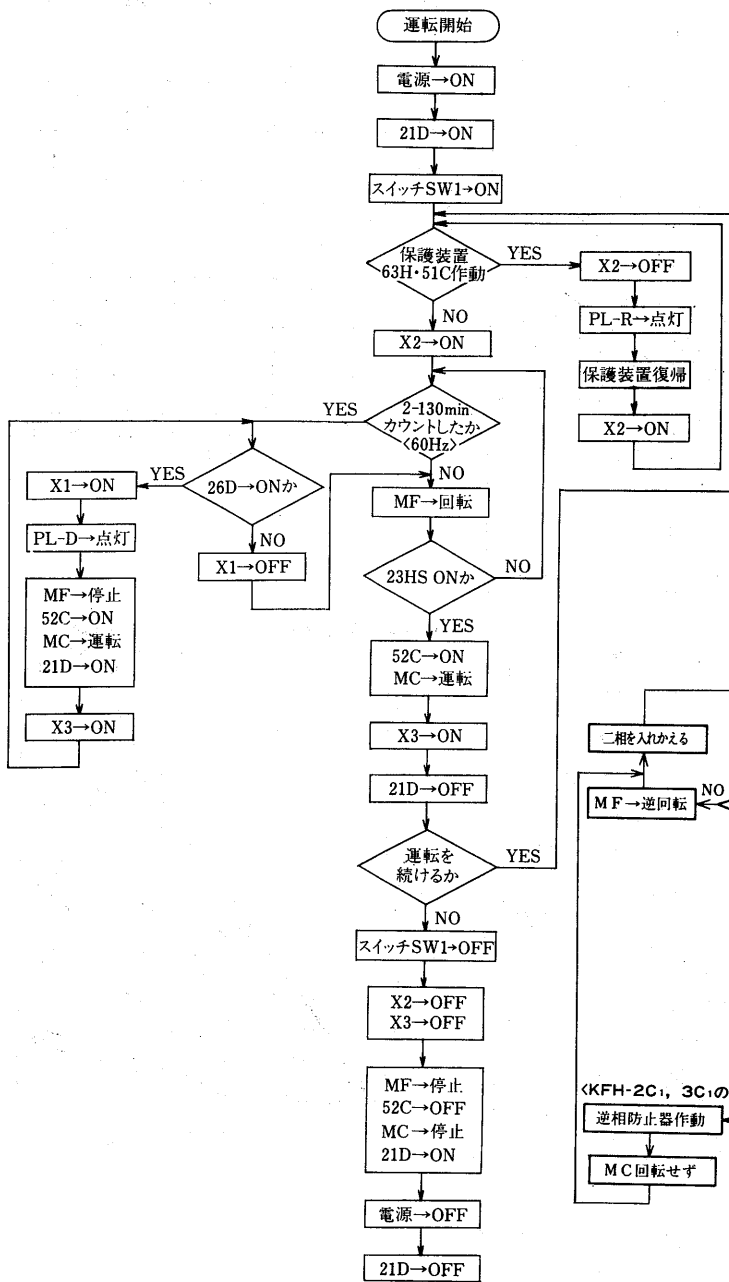 運転開始
電源→ON
21D→ON
スイッチSW1→ON
保護装置
63H・51C作動
YES
X2→OFF
PL-R→点灯
保護装置復帰
X2→ON
NO
X2→ON
2-130min
カウントしたか
〈60Hz〉
YES
NO
26D→ONか
YES
X1→ON
PL-D→点灯
MF→停止
52C→ON
MC→運転
21D→ON
X3→ON
NO
X1→OFF
MF→回転
23HS ONか
NO
YES
52C→ON
MC→運転
X3→ON
21D→OFF
運転を
続けるか
YES
NO
スイッチSW1→OFF
X2→OFF
X3→OFF
MF→停止
52C→OFF
MC→停止
21D→ON
電源→OFF
21D→OFF
二相を入れかえる
MF→逆回転
NO
〈KFH-2C₁, 3C₁の
逆相防止器作動
MC回転せず